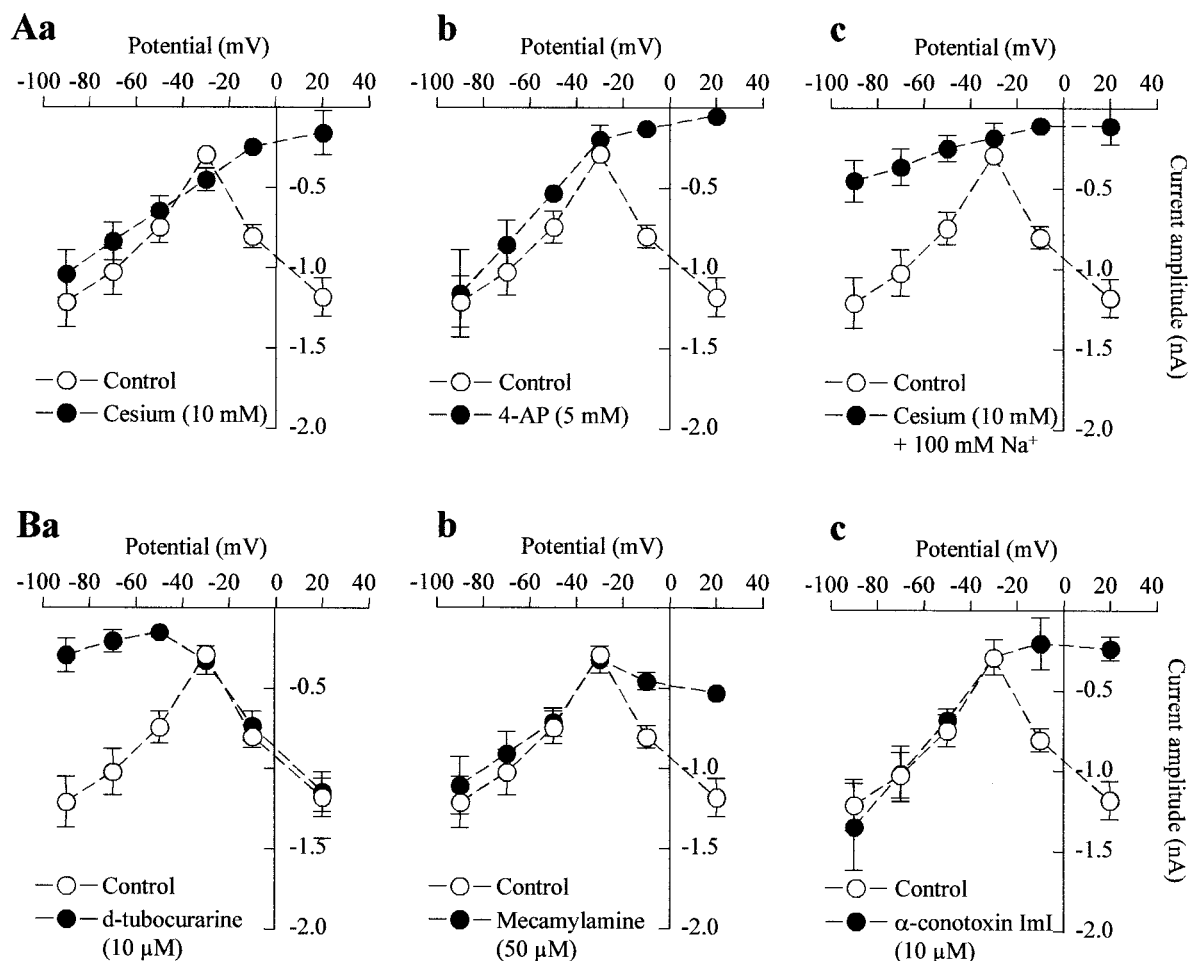 Aa
Potential (mV)
-100 -80 -60 -40 -20 0 20 40
-0.5
-1.0
-1.5
-2.0
Control
Cesium (10 mM)
b
Potential (mV)
-100 -80 -60 -40 -20 0 20 40
-0.5
-1.0
-1.5
-2.0
Control
4-AP (5 mM)
c
Potential (mV)
-100 -80 -60 -40 -20 0 20 40
-0.5
-1.0
-1.5
-2.0
Current amplitude (nA)
Control
Cesium (10 mM)
+ 100 mM Na⁺
Ba
Potential (mV)
-100 -80 -60 -40 -20 0 20 40
-0.5
-1.0
-1.5
-2.0
Control
d-tubocurarine
(10 µM)
b
Potential (mV)
-100 -80 -60 -40 -20 0 20 40
-0.5
-1.0
-1.5
-2.0
Control
Mecamylamine
(50 µM)
c
Potential (mV)
-100 -80 -60 -40 -20 0 20 40
-0.5
-1.0
-1.5
-2.0
Current amplitude (nA)
Control
α-conotoxin ImI
(10 µM)